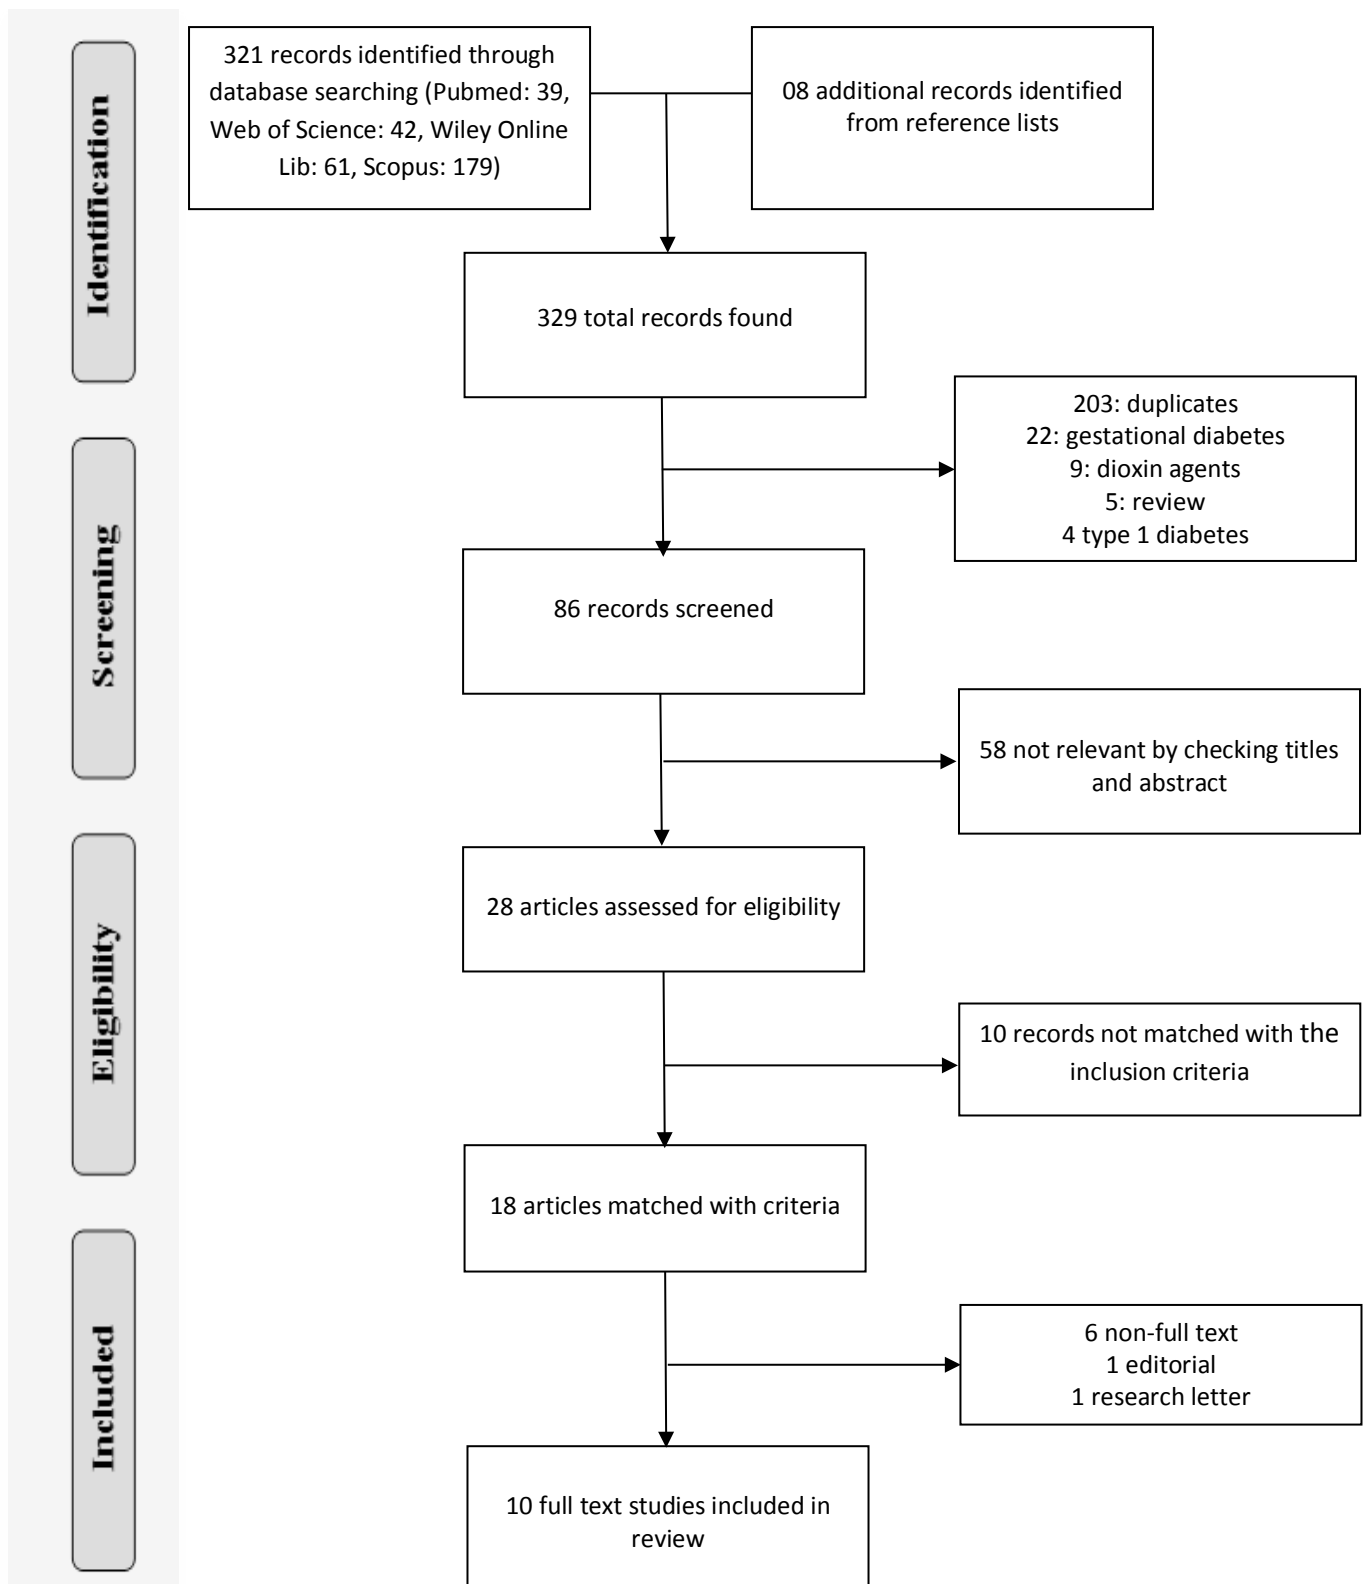 Identification
321 records identified through
database searching (Pubmed: 39,
Web of Science: 42, Wiley Online
Lib: 61, Scopus: 179)
08 additional records identified
from reference lists
329 total records found
203: duplicates
22: gestational diabetes
9: dioxin agents
5: review
4 type 1 diabetes
Screening
86 records screened
58 not relevant by checking titles
and abstract
Eligibility
28 articles assessed for eligibility
10 records not matched with the
inclusion criteria
18 articles matched with criteria
Included
6 non-full text
1 editorial
1 research letter
10 full text studies included in
review